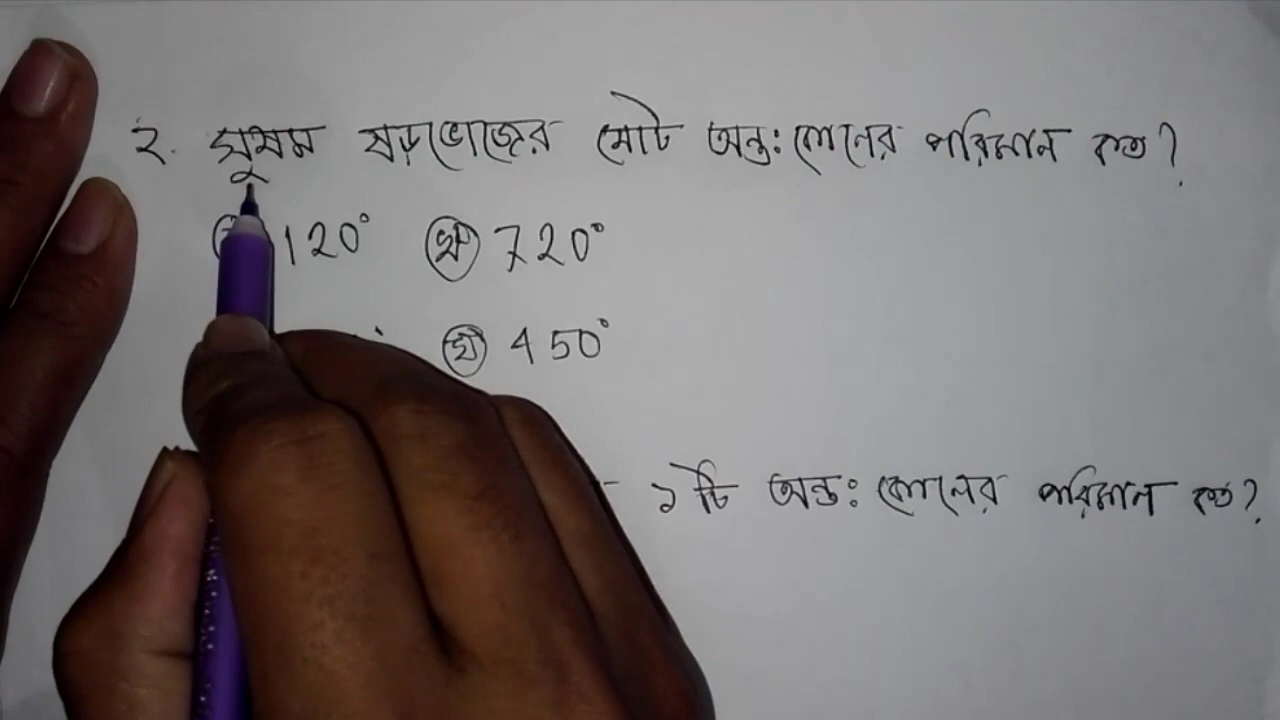 ২. সুষম ষড়ভোজের মোট অন্ত:কোনের পরিমান কত?
120° খ 720°
ঘ 450°
১টি অন্ত: কোনের পরিমান কত?